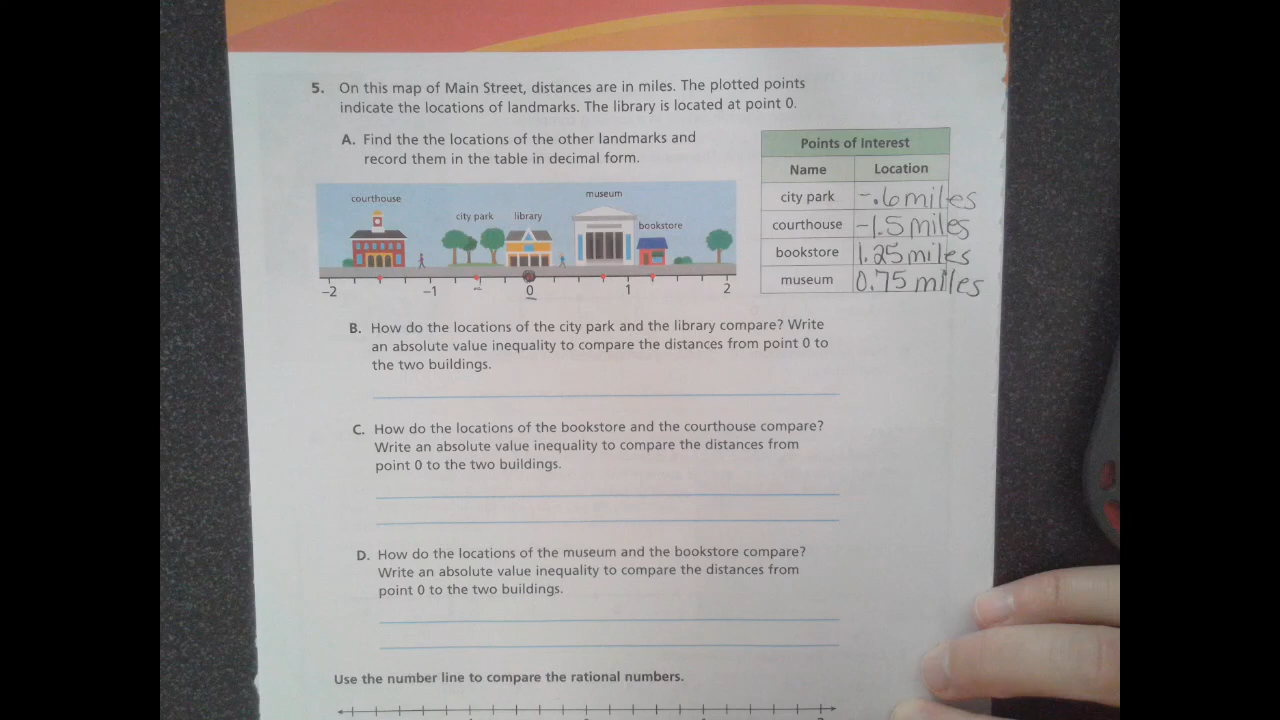 5. On this map of Main Street, distances are in miles. The plotted points
indicate the locations of landmarks. The library is located at point 0.
A. Find the the locations of the other landmarks and
record them in the table in decimal form.
Points of Interest
Name Location
city park -.6 miles
courthouse -1.5 miles
bookstore 1.25 miles
museum 0.75 miles
courthouse
city park
library
museum
bookstore
-2 -1 0 1 2
B. How do the locations of the city park and the library compare? Write
an absolute value inequality to compare the distances from point 0 to
the two buildings.
C. How do the locations of the bookstore and the courthouse compare?
Write an absolute value inequality to compare the distances from
point 0 to the two buildings.
D. How do the locations of the museum and the bookstore compare?
Write an absolute value inequality to compare the distances from
point 0 to the two buildings.
Use the number line to compare the rational numbers.